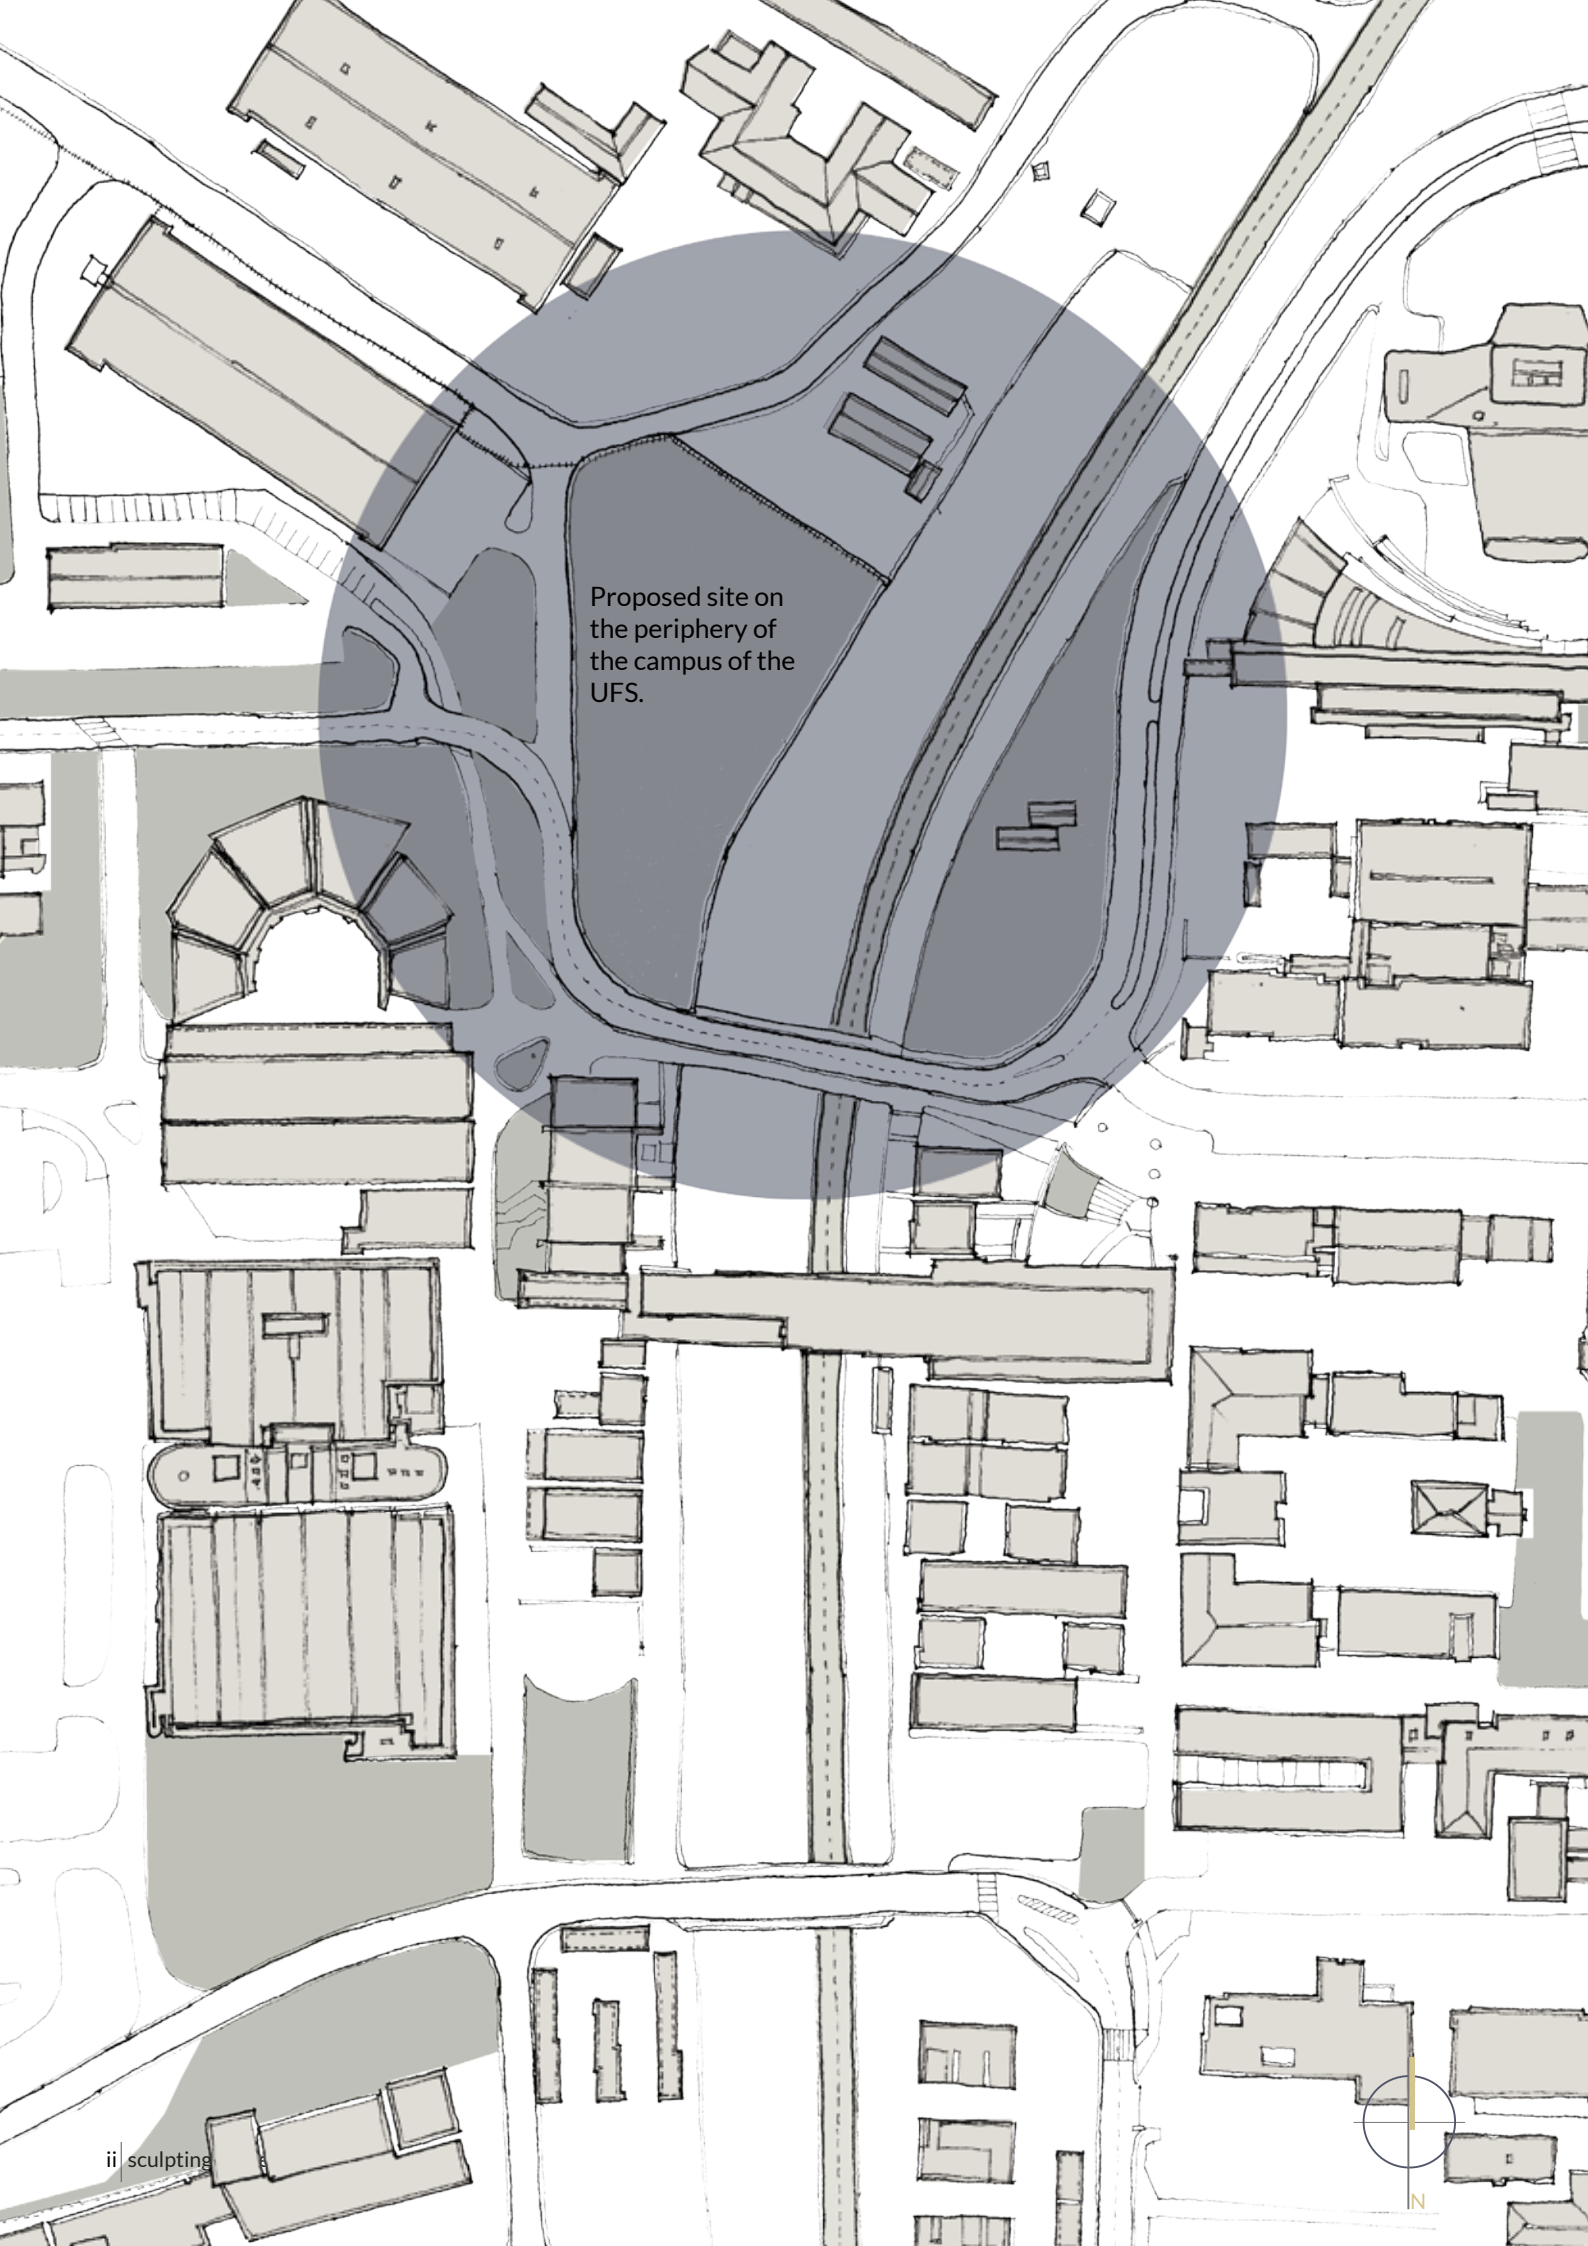 Proposed site on
the periphery of
the campus of the
UFS.
ii sculpting
N